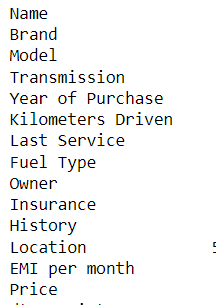 Name
Brand
Model
Transmission
Year of Purchase
Kilometers Driven
Last Service
Fuel Type
Owner
Insurance
History
Location
EMI per month
Price